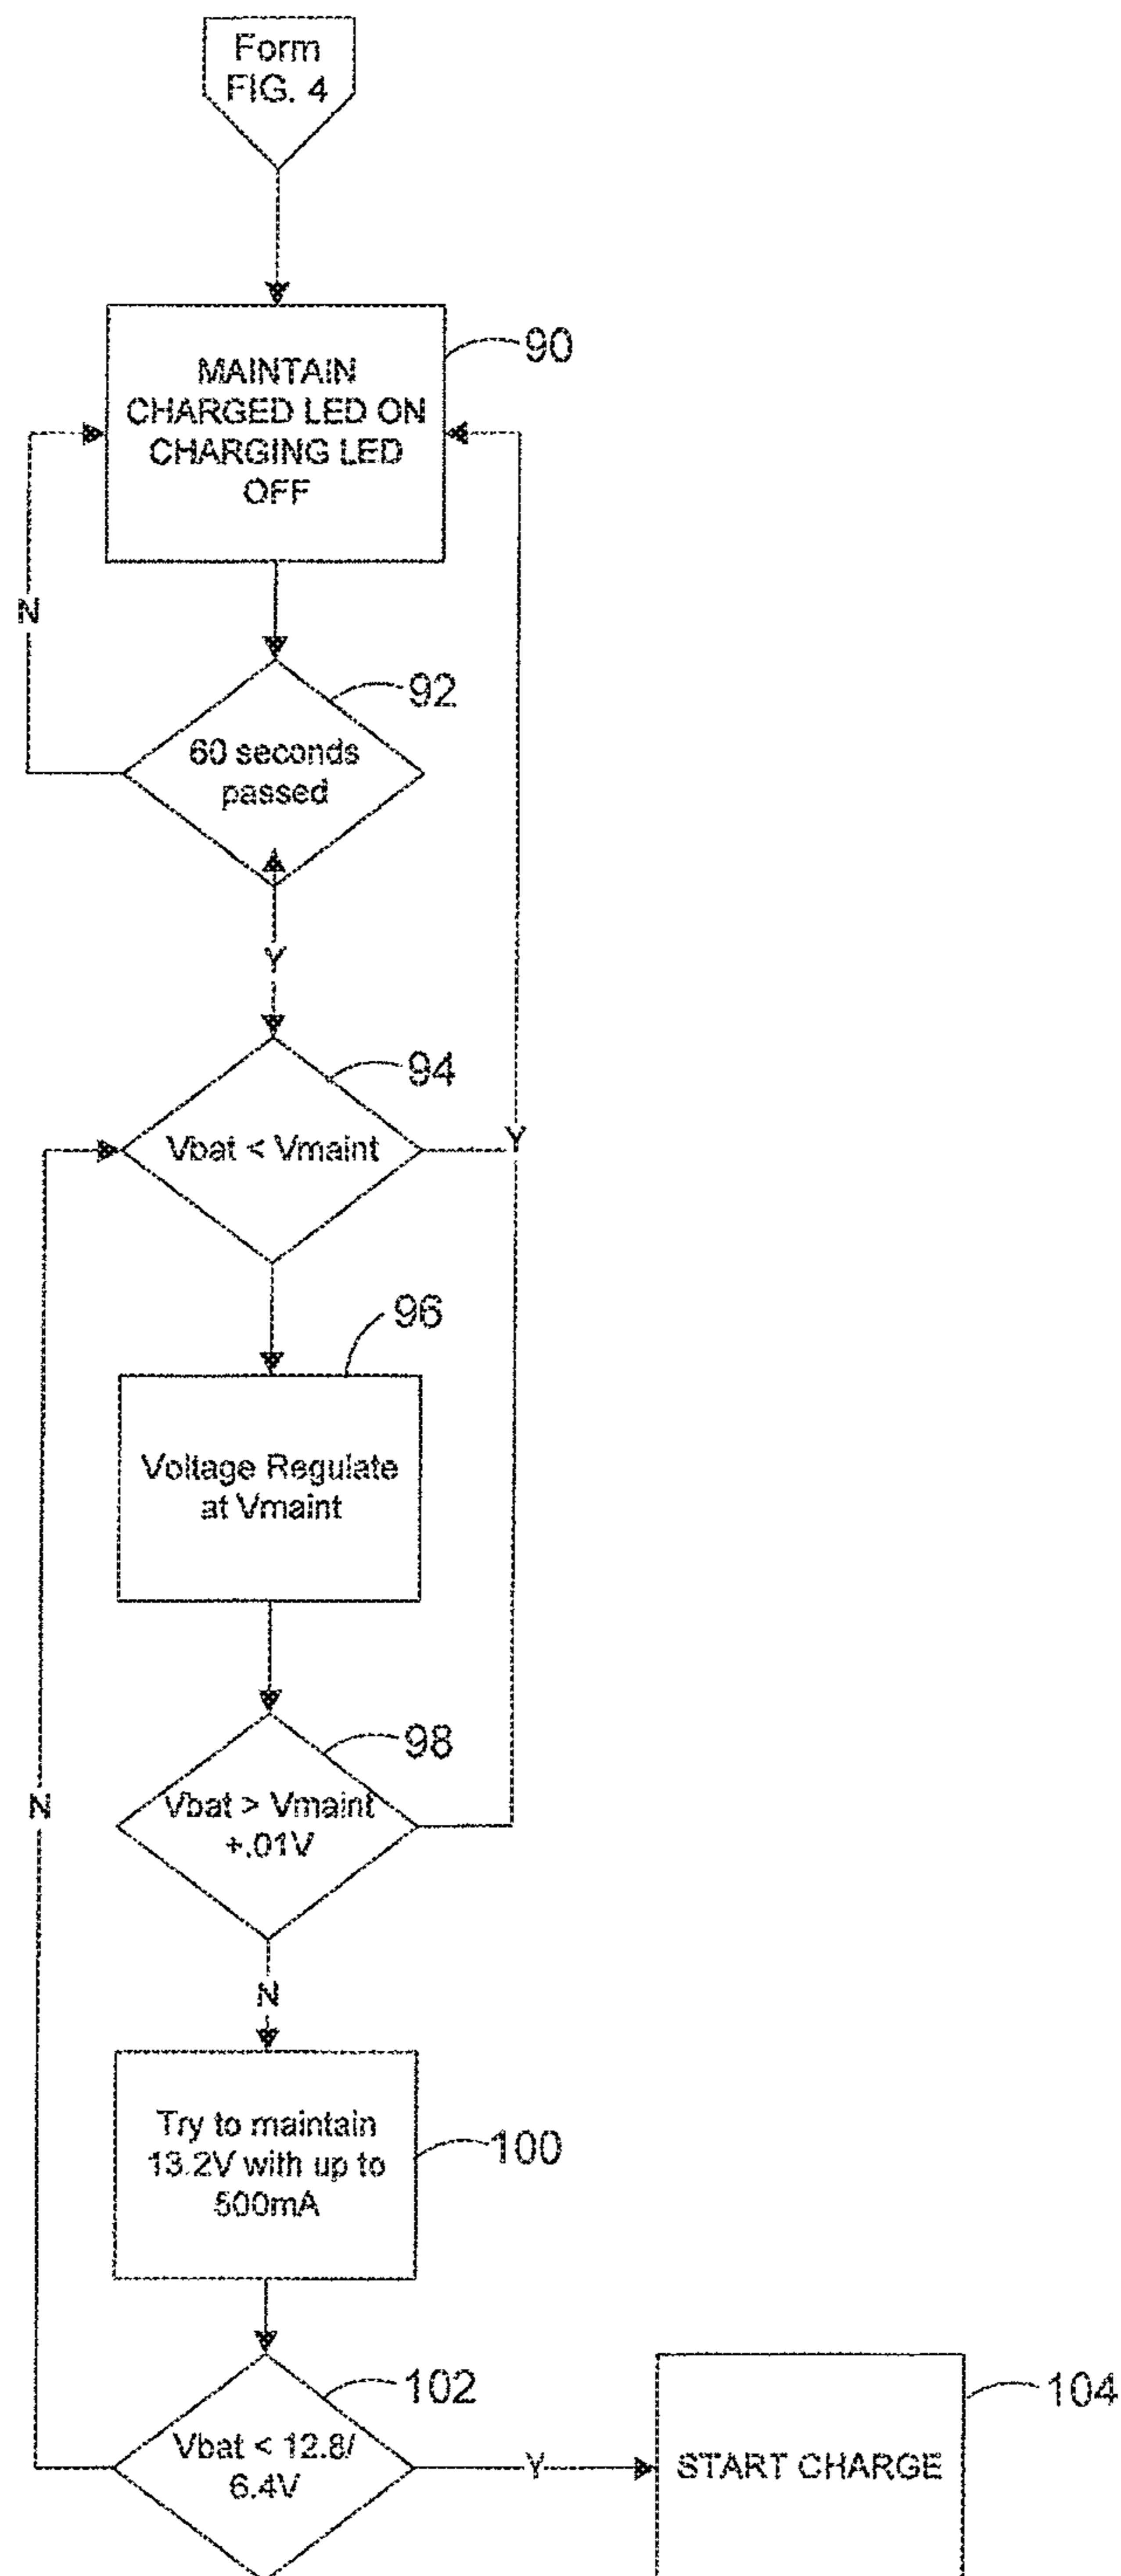 Form
FIG. 4
90
MAINTAIN
CHARGED LED ON
CHARGING LED
OFF
N
92
60 seconds
passed
Y
94
Vbat < Vmaint
Y
96
Voltage Regulate
at Vmaint
98
Vbat > Vmaint
+.01V
N
N
Try to maintain
13.2V with up to
500mA
100
102
Vbat < 12.8/
6.4V
Y
START CHARGE
104